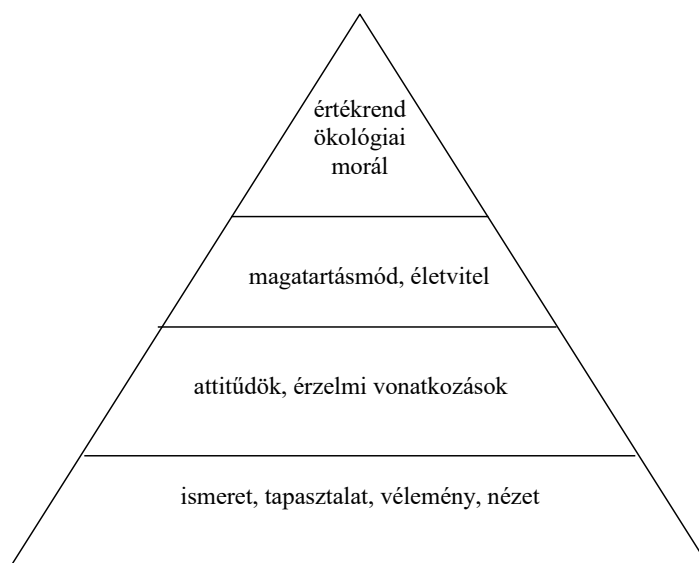 értékrend
ökológiai
morál
magatartásmód, életvitel
attitűdök, érzelmi vonatkozások
ismeret, tapasztalat, vélemény, nézet